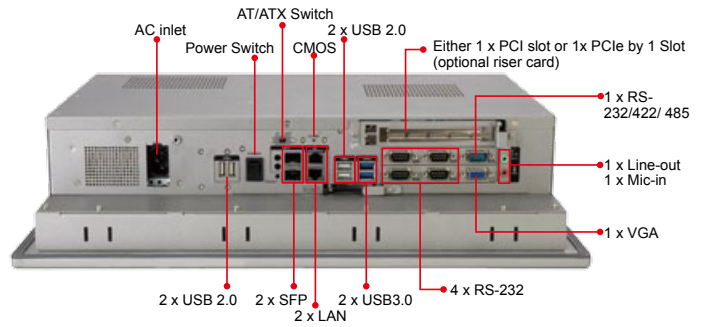 AT/ATX Switch
AC inlet
2 x USB 2.0
Power Switch
CMOS
Either 1 x PCI slot or 1x PCIe by 1 Slot
(optional riser card)
1 x RS-
232/422/ 485
1 x Line-out
1 x Mic-in
1 x VGA
4 x RS-232
2 x USB 2.0
2 x SFP
2 x USB3.0
2 x LAN